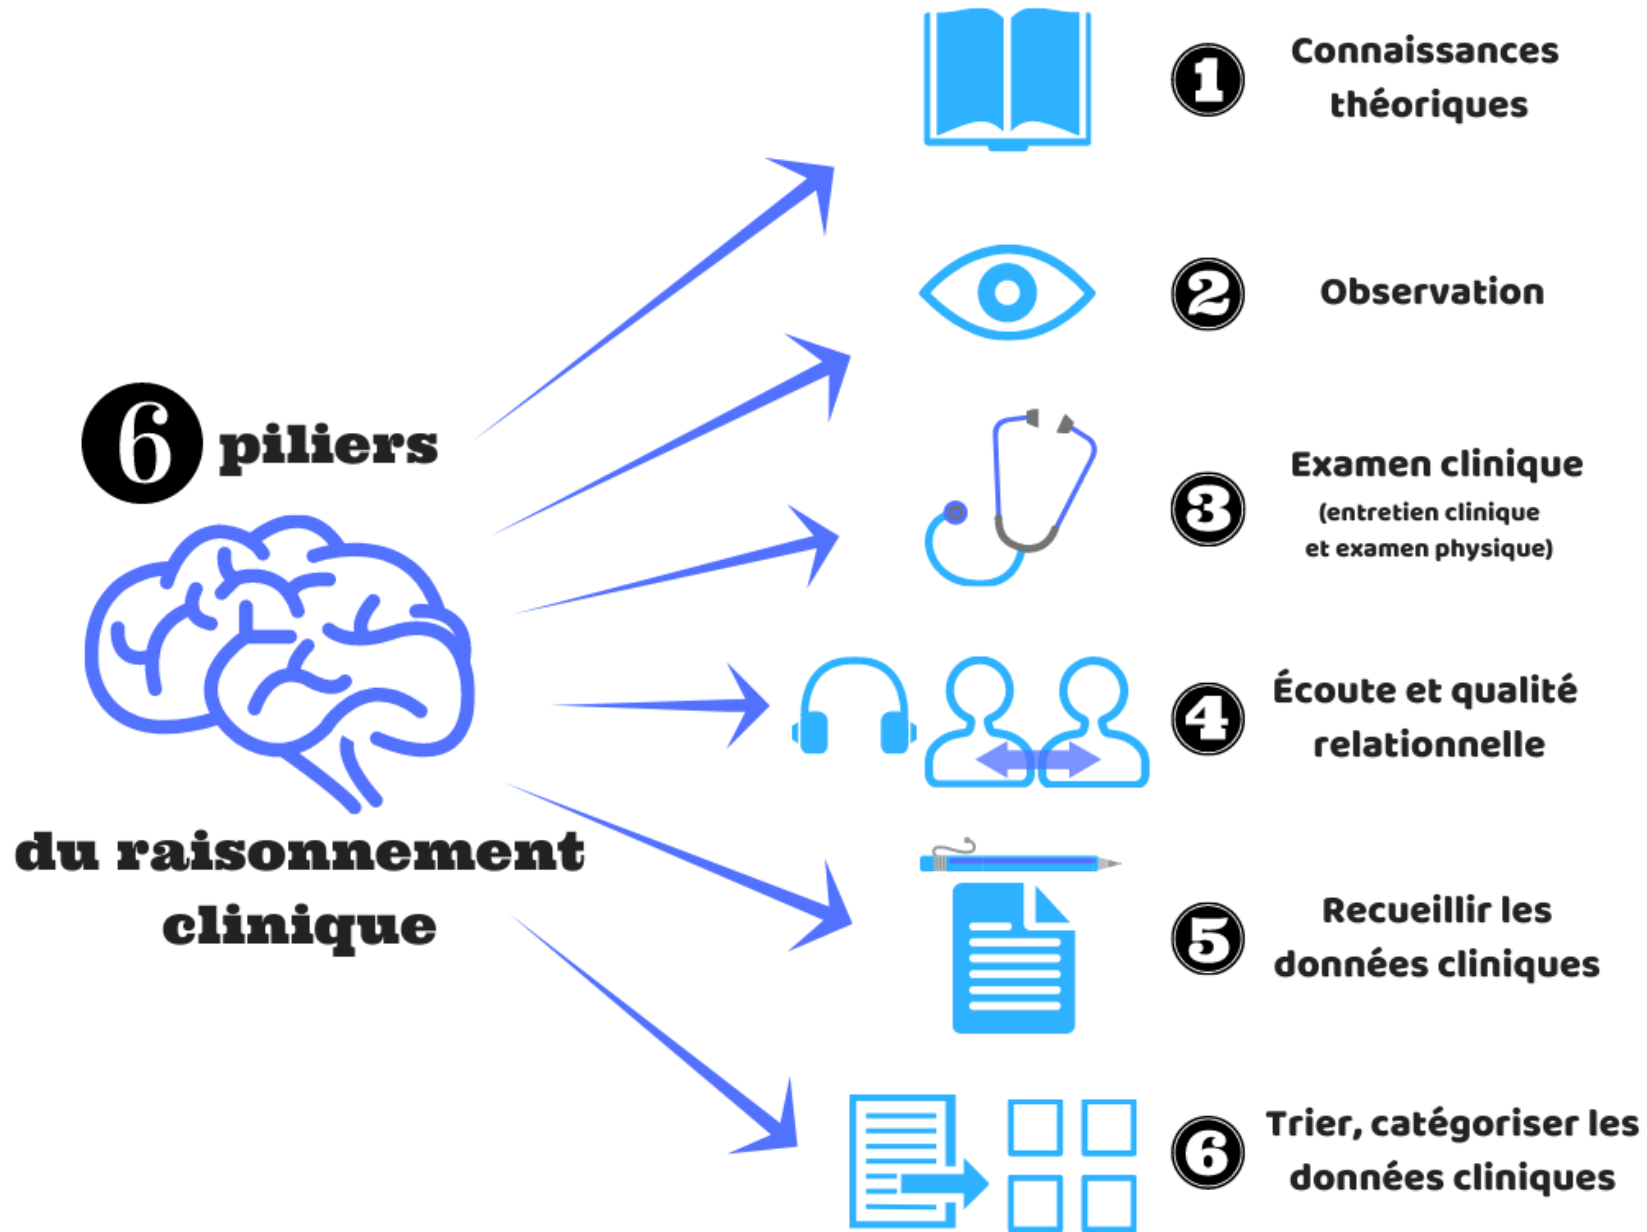 6 piliers
du raisonnement
clinique
1 Connaissances
théoriques
2 Observation
3 Examen clinique
(entretien clinique
et examen physique)
4 Écoute et qualité
relationnelle
5 Recueillir les
données cliniques
6 Trier, catégoriser les
données cliniques